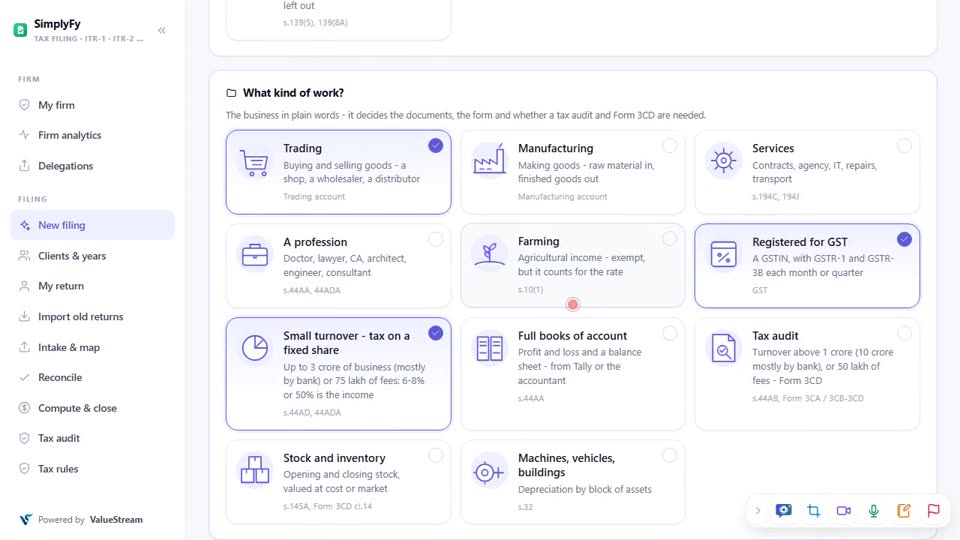 SimplyFy
TAX FILING · ITR-1 · ITR-2 ...
FIRM
My firm
Firm analytics
Delegations
FILING
New filing
Clients & years
My return
Import old returns
Intake & map
Reconcile
Compute & close
Tax audit
Tax rules
Powered by ValueStream
left out
s.139(5), 139(8A)
What kind of work?
The business in plain words - it decides the documents, the form and whether a tax audit and Form 3CD are needed.
Trading
Buying and selling goods - a
shop, a wholesaler, a distributor
Trading account
Manufacturing
Making goods - raw material in,
finished goods out
Manufacturing account
Services
Contracts, agency, IT, repairs,
transport
s.194C, 194J
A profession
Doctor, lawyer, CA, architect,
engineer, consultant
s.44AA, 44ADA
Farming
Agricultural income - exempt,
but it counts for the rate
s.10(1)
Registered for GST
A GSTIN, with GSTR-1 and GSTR-
3B each month or quarter
GST
Small turnover - tax on a
fixed share
Up to 3 crore of business (mostly
by bank) or 75 lakh of fees: 6-8%
or 50% is the income
s.44AD, 44ADA
Full books of account
Profit and loss and a balance
sheet - from Tally or the
accountant
s.44AA
Tax audit
Turnover above 1 crore (10 crore
mostly by bank), or 50 lakh of
fees - Form 3CD
s.44AB, Form 3CA / 3CB-3CD
Stock and inventory
Opening and closing stock,
valued at cost or market
s.145A, Form 3CD cl.14
Machines, vehicles,
buildings
Depreciation by block of assets
s.32